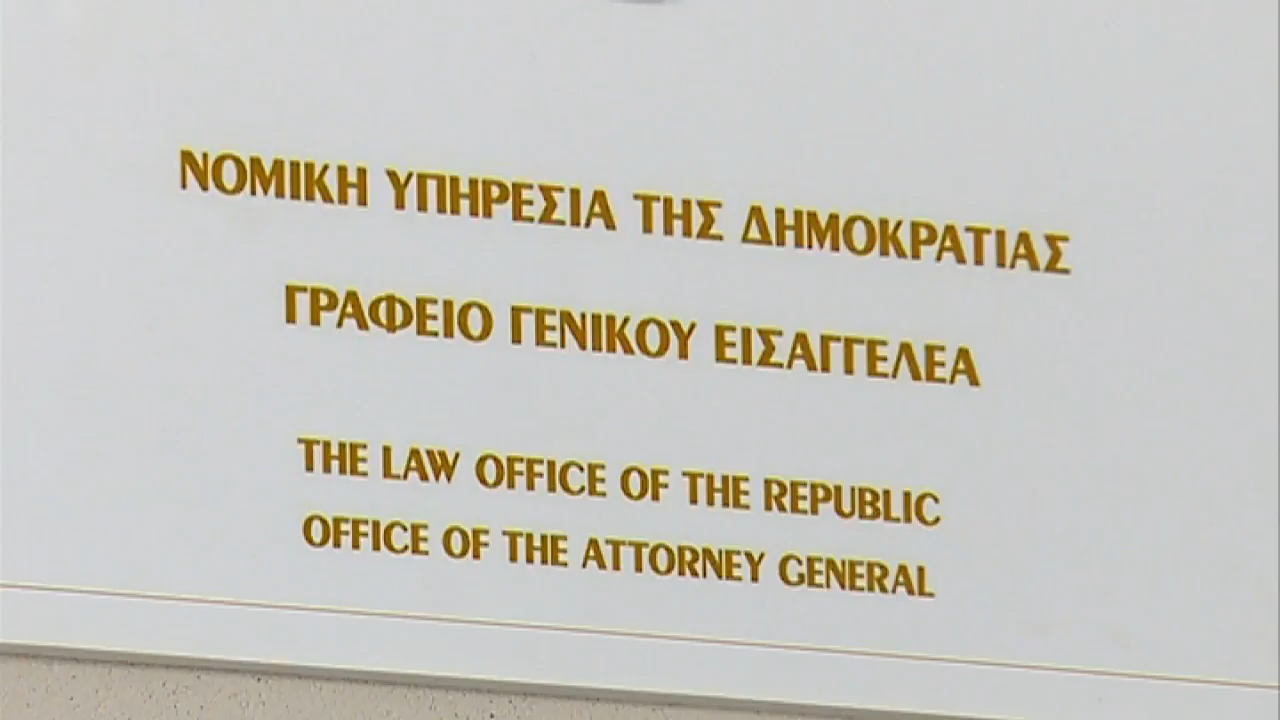 ΝΟΜΙΚΗ ΥΠΗΡΕΣΙΑ ΤΗΣ ΔΗΜΟΚΡΑΤΙΑΣ
ΓΡΑΦΕΙΟ ΓΕΝΙΚΟΥ ΕΙΣΑΓΓΕΛΕΑ
THE LAW OFFICE OF THE REPUBLIC
OFFICE OF THE ATTORNEY GENERAL